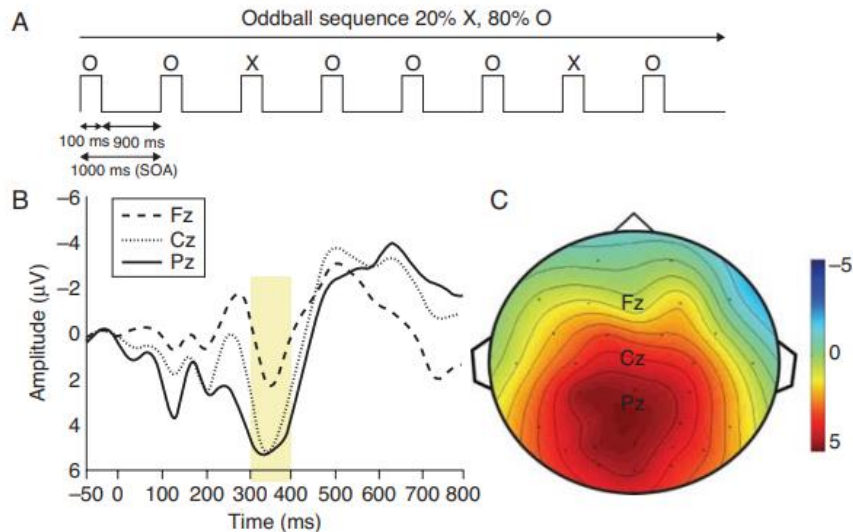 A
Oddball sequence 20% X, 80% O
O O X O O O X O
100 ms 900 ms
1000 ms (SOA)
B
Amplitude (µV)
–6
–4
–2
0
2
4
6
Fz
Cz
Pz
–50 0 100 200 300 400 500 600 700 800
Time (ms)
C
Fz
Cz
Pz
–5
0
5